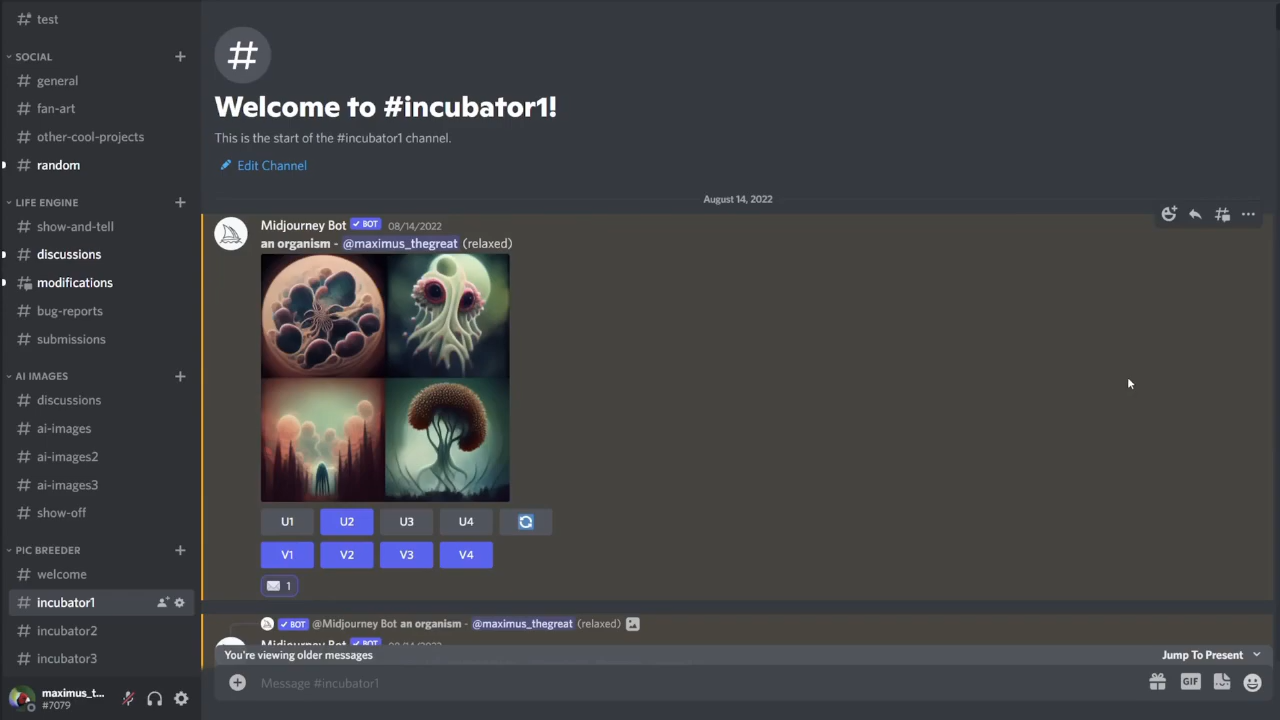 test
SOCIAL
general
fan-art
other-cool-projects
random
LIFE ENGINE
show-and-tell
discussions
modifications
bug-reports
submissions
AI IMAGES
discussions
ai-images
ai-images2
ai-images3
show-off
PIC BREEDER
welcome
incubator1
incubator2
incubator3
maximus_t...
#7079
Welcome to #incubator1!
This is the start of the #incubator1 channel.
Edit Channel
August 14, 2022
Midjourney Bot ✓ BOT 08/14/2022
an organism - @maximus_thegreat (relaxed)
U1 U2 U3 U4
V1 V2 V3 V4
1
✓ BOT @Midjourney Bot an organism - @maximus_thegreat (relaxed)
You're viewing older messages
Jump To Present
Message #incubator1
GIF